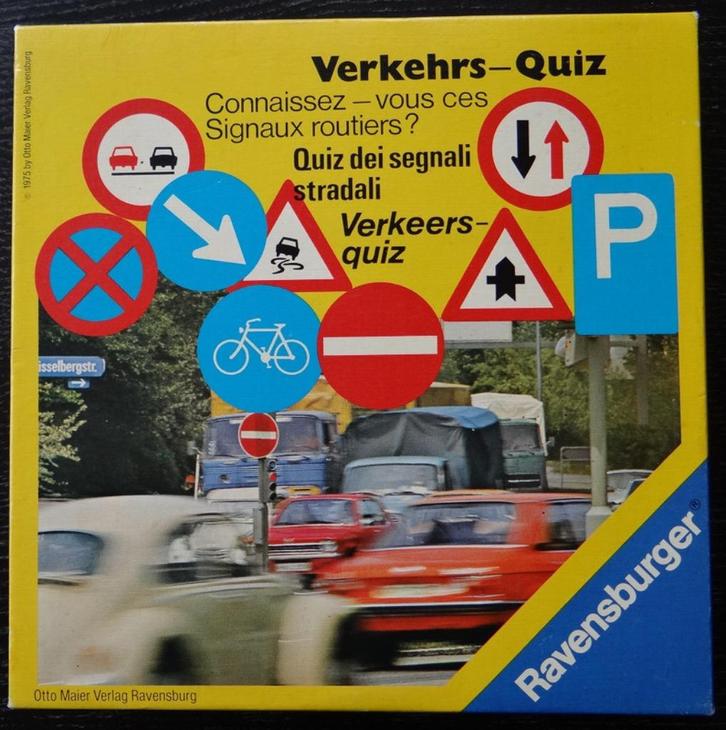 Verkehrs–Quiz
Connaissez – vous ces
Signaux routiers?
Quiz dei segnali
stradali
Verkeers-
quiz
P
sselbergstr.
Ravensburger®
Otto Maier Verlag Ravensburg
© 1975 by Otto Maier Verlag Ravensburg